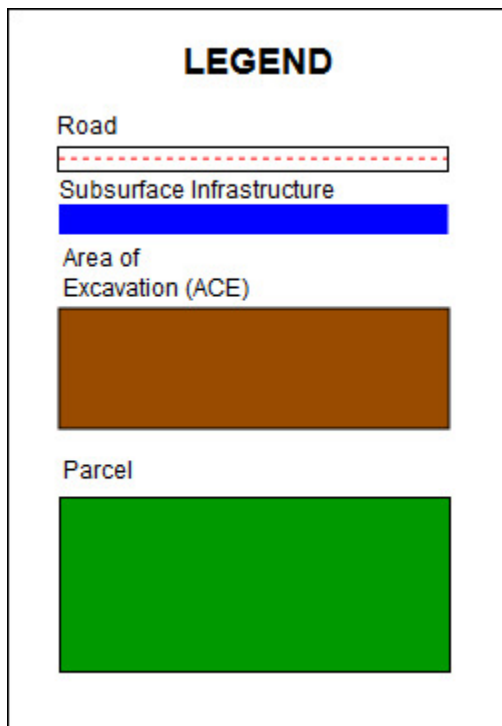 LEGEND
Road
Subsurface Infrastructure
Area of
Excavation (ACE)
Parcel